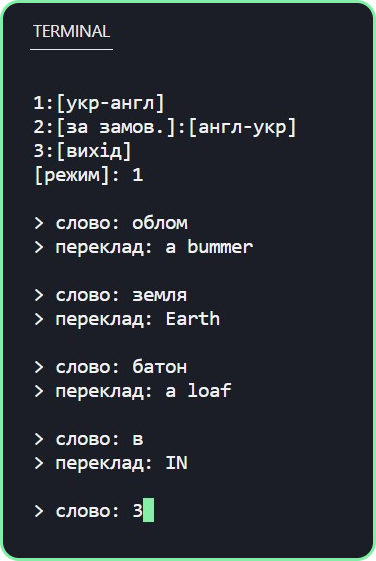 TERMINAL
1:[укр-англ]
2:[за замов.]:[англ-укр]
3:[вихід]
[режим]: 1
> слово: облом
> переклад: a bummer
> слово: земля
> переклад: Earth
> слово: батон
> переклад: a loaf
> слово: в
> переклад: IN
> слово: 3